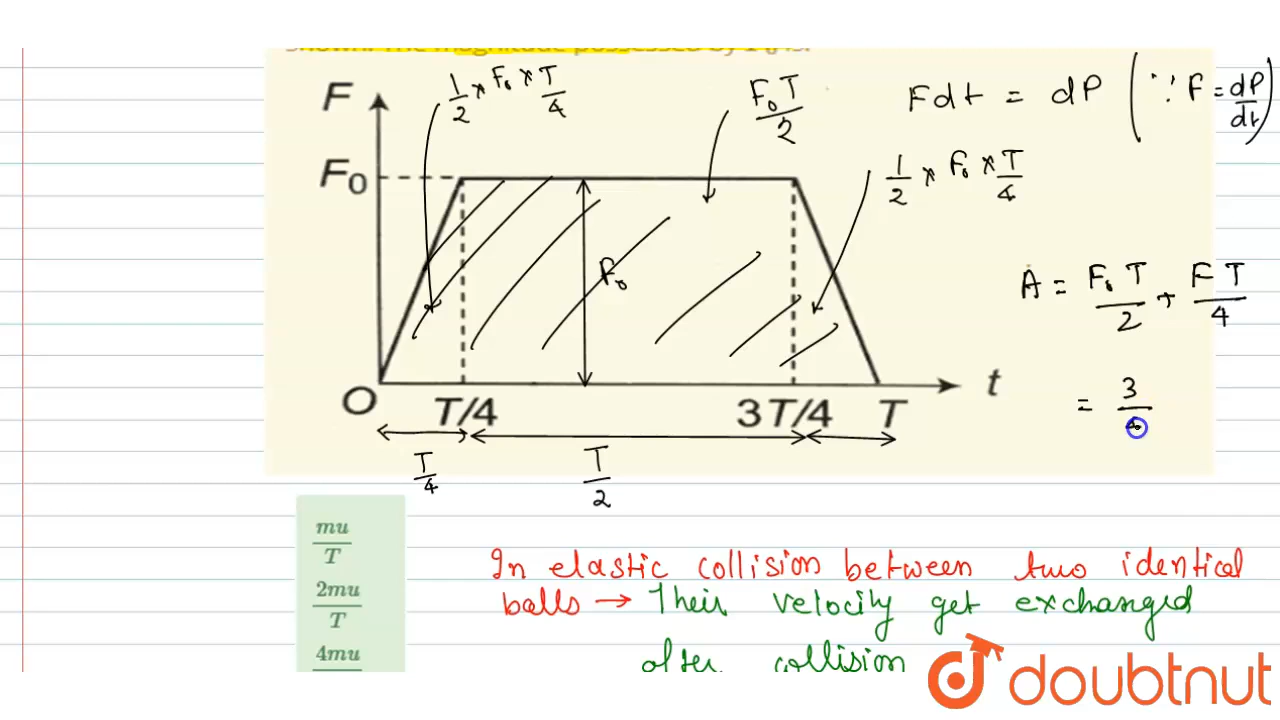 F
1/2 × F₀ × T/4
F₀T/2
Fdt = dP (∵ F = dP/dt)
F₀
1/2 × F₀ × T/4
F₀
A = F₀T/2 + FT/4
= 3/4
O T/4 3T/4 T t
T/4 T/2
mu/T
2mu/T
4mu
In elastic collision between two identical
balls → Their velocity get exchanged
after collision
doubtnut